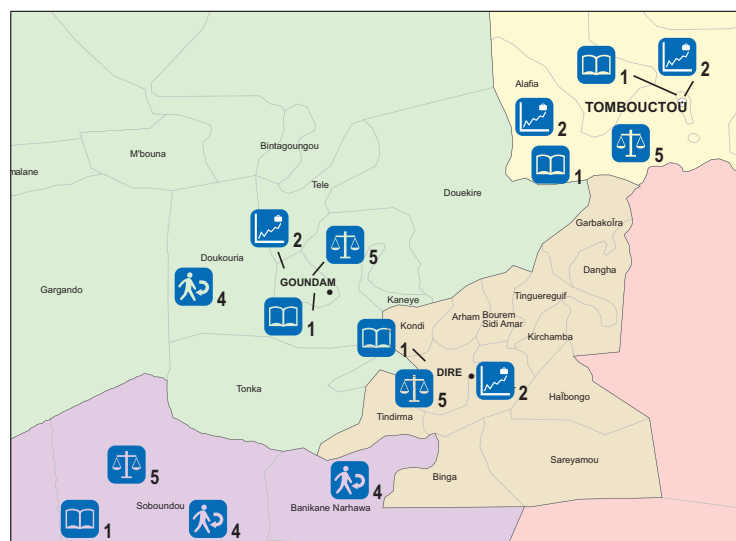 1
2
Alafia
TOMBOUCTOU
2
5
M'bouna
Bintagoungou
malane
1
Tele
Douekire
Garbakoïra
2
Doukouria
5
Dangha
Gargando
4
GOUNDAM
Tinguereguif
Kaneye
1
Arham
Bourem
Sidi Amar
Kondi
1
Kirchamba
DIRE
Tonka
5
2
Haïbongo
Tindirma
Sareyamou
5
Binga
Soboundou
4
Banikane Narhawa
1
4